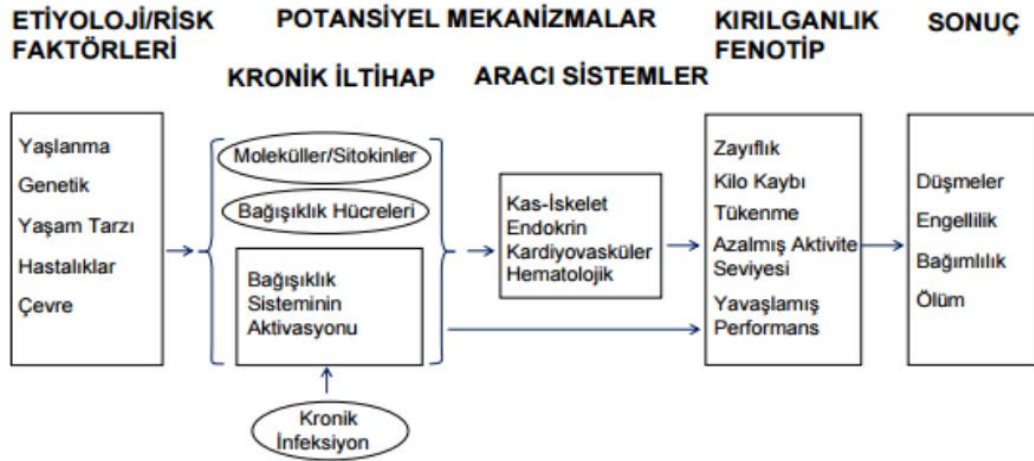 ETİYOLOJİ/RİSK
FAKTÖRLERİ
POTANSİYEL MEKANİZMALAR
KIRILGANLIK
FENOTİP
SONUÇ
KRONİK İLTİHAP
ARACI SİSTEMLER
Yaşlanma
Genetik
Yaşam Tarzı
Hastalıklar
Çevre
Moleküller/Sitokinler
Bağışıklık Hücreleri
Bağışıklık
Sisteminin
Aktivasyonu
Kronik
İnfeksiyon
Kas-İskelet
Endokrin
Kardiyovasküler
Hematolojik
Zayıflık
Kilo Kaybı
Tükenme
Azalmış Aktivite
Seviyesi
Yavaşlamış
Performans
Düşmeler
Engellilik
Bağımlılık
Ölüm